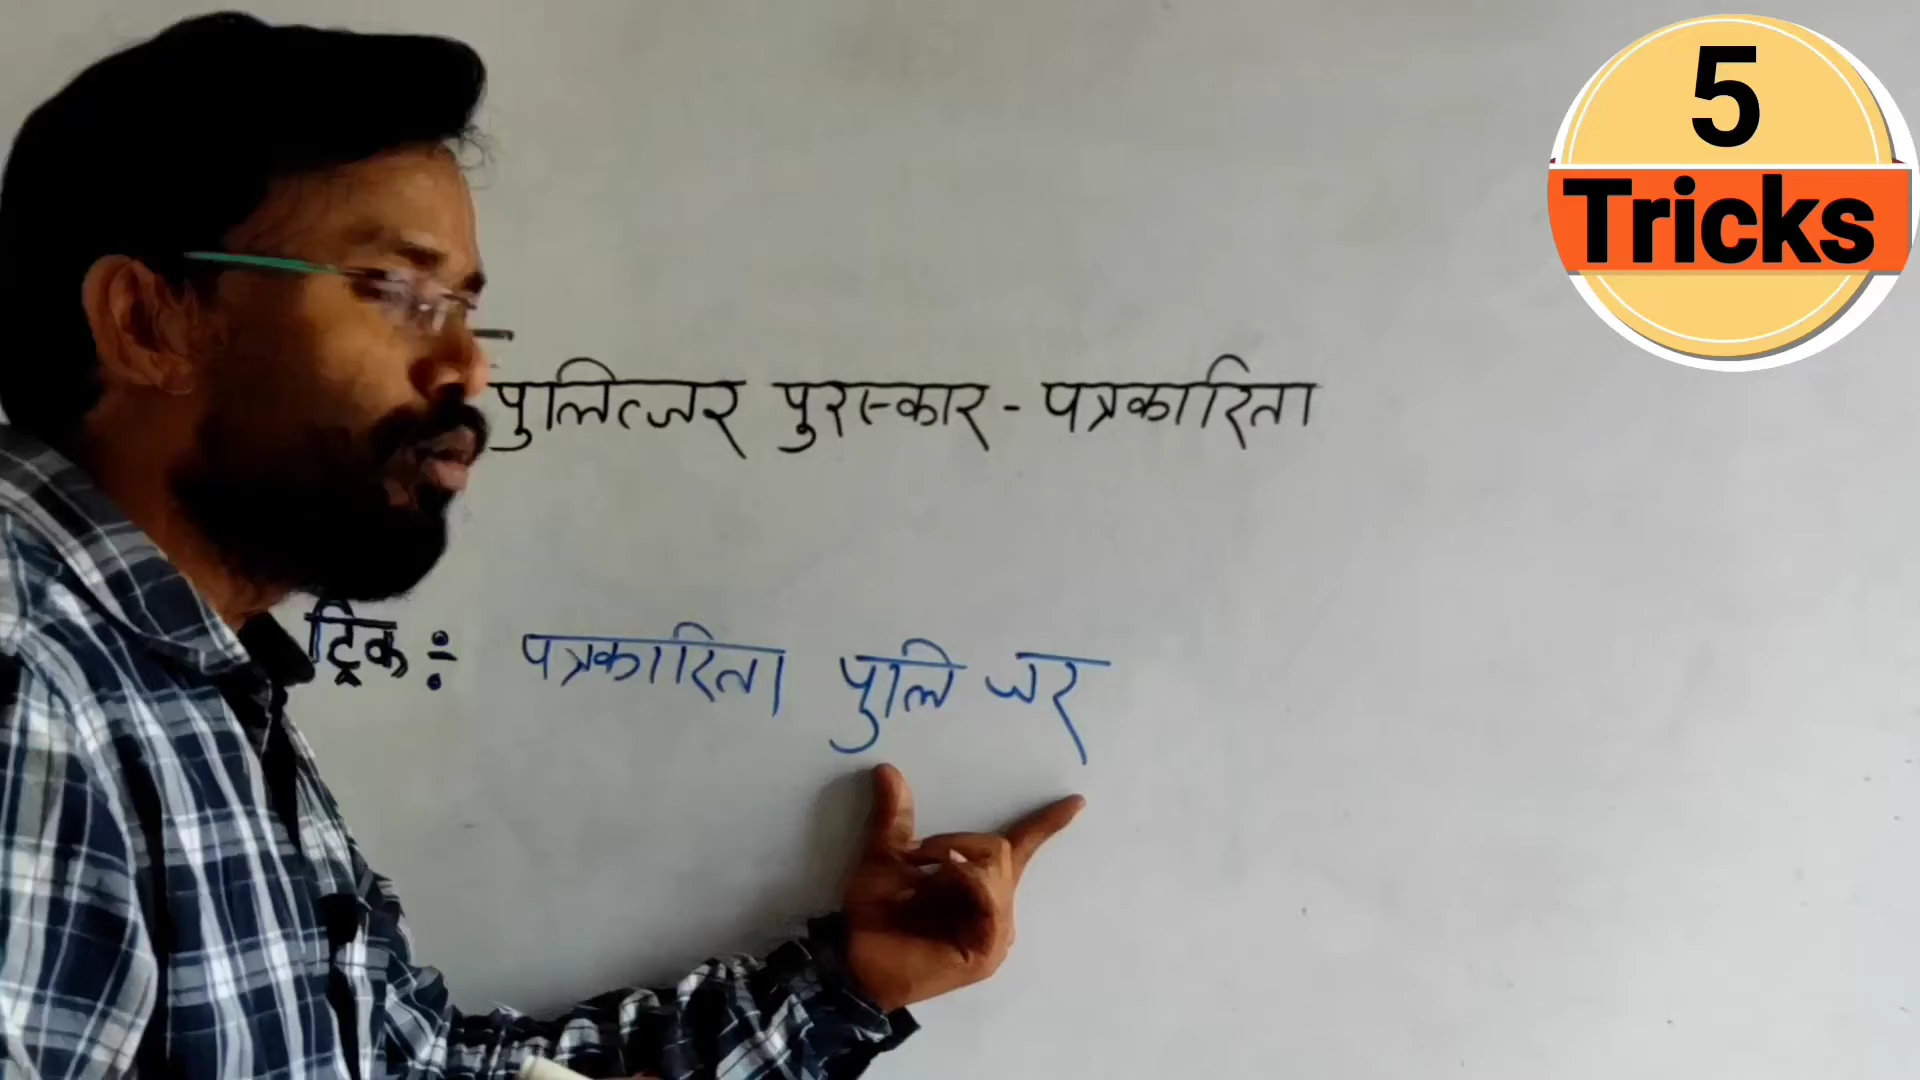 5
Tricks
पुलित्जर पुरस्कार - पत्रकारिता
ट्रिक ÷ पत्रकारिता पुलि जर